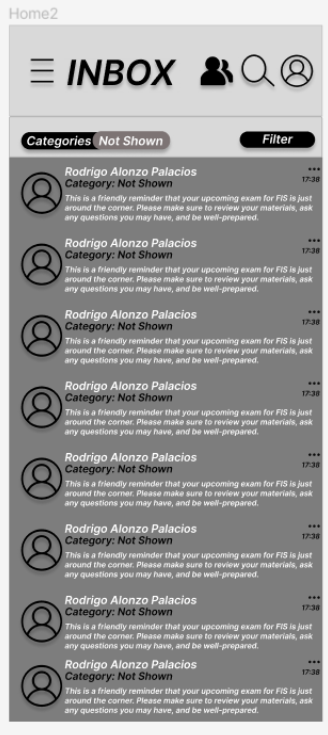 Home2
INBOX
Categories Not Shown
Filter
Rodrigo Alonzo Palacios
Category: Not Shown
17:38
This is a friendly reminder that your upcoming exam for FIS is just
around the corner. Please make sure to review your materials, ask
any questions you may have, and be well-prepared.
Rodrigo Alonzo Palacios
Category: Not Shown
17:38
This is a friendly reminder that your upcoming exam for FIS is just
around the corner. Please make sure to review your materials, ask
any questions you may have, and be well-prepared.
Rodrigo Alonzo Palacios
Category: Not Shown
17:38
This is a friendly reminder that your upcoming exam for FIS is just
around the corner. Please make sure to review your materials, ask
any questions you may have, and be well-prepared.
Rodrigo Alonzo Palacios
Category: Not Shown
17:38
This is a friendly reminder that your upcoming exam for FIS is just
around the corner. Please make sure to review your materials, ask
any questions you may have, and be well-prepared.
Rodrigo Alonzo Palacios
Category: Not Shown
17:38
This is a friendly reminder that your upcoming exam for FIS is just
around the corner. Please make sure to review your materials, ask
any questions you may have, and be well-prepared.
Rodrigo Alonzo Palacios
Category: Not Shown
17:38
This is a friendly reminder that your upcoming exam for FIS is just
around the corner. Please make sure to review your materials, ask
any questions you may have, and be well-prepared.
Rodrigo Alonzo Palacios
Category: Not Shown
17:38
This is a friendly reminder that your upcoming exam for FIS is just
around the corner. Please make sure to review your materials, ask
any questions you may have, and be well-prepared.
Rodrigo Alonzo Palacios
Category: Not Shown
17:38
This is a friendly reminder that your upcoming exam for FIS is just
around the corner. Please make sure to review your materials, ask
any questions you may have, and be well-prepared.